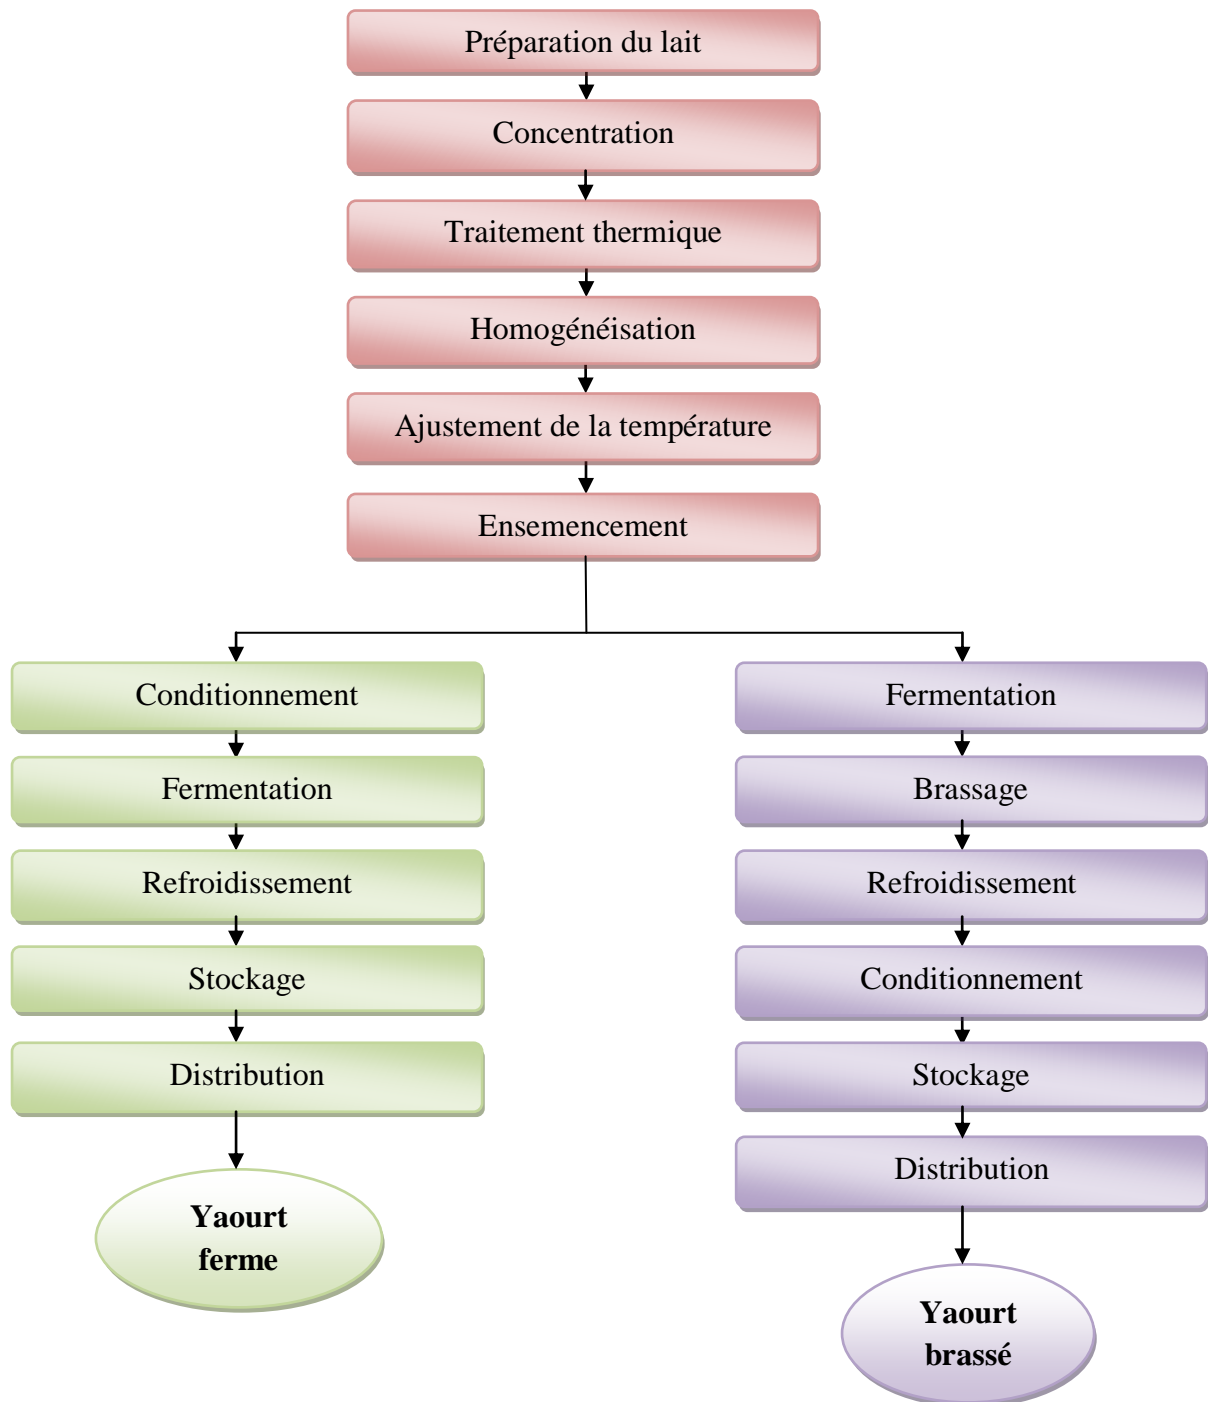 Préparation du lait
Concentration
Traitement thermique
Homogénéisation
Ajustement de la température
Ensemencement
Conditionnement
Fermentation
Refroidissement
Stockage
Distribution
Yaourt
ferme
Fermentation
Brassage
Refroidissement
Conditionnement
Stockage
Distribution
Yaourt
brassé